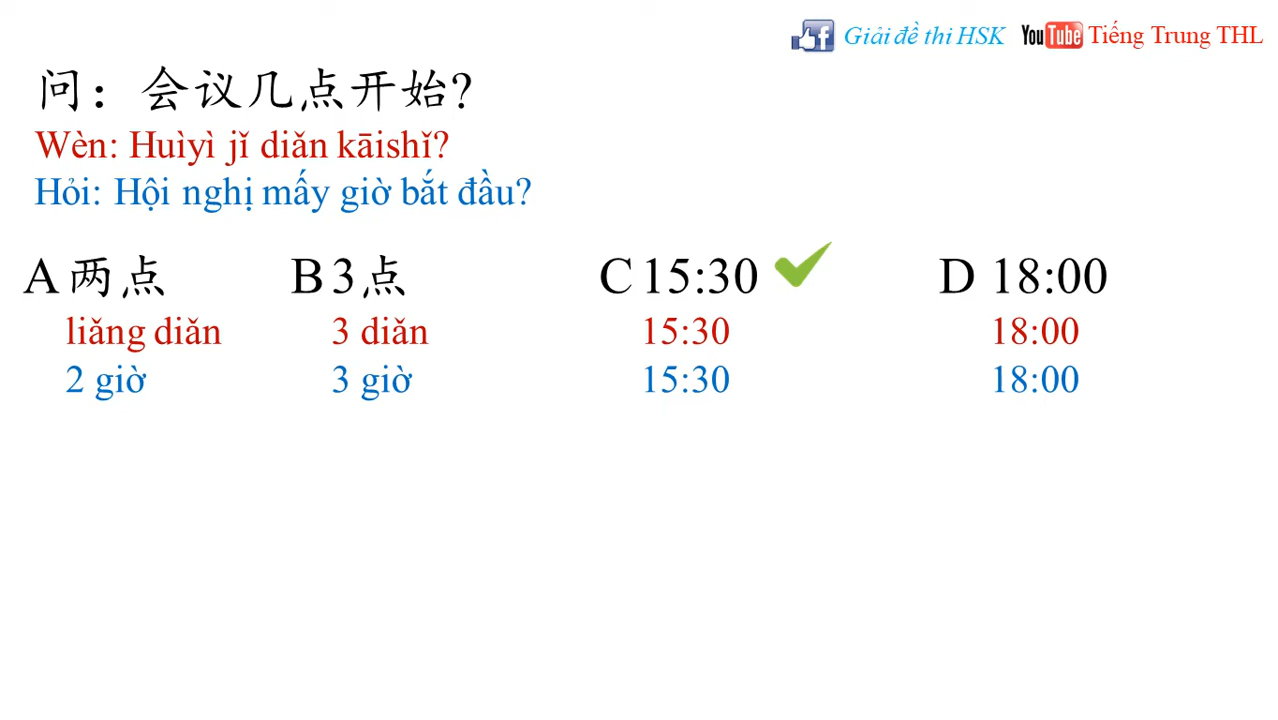 Giải đề thi HSK YouTube Tiếng Trung THL
问：会议几点开始?
Wèn: Huìyì jǐ diǎn kāishǐ?
Hỏi: Hội nghị mấy giờ bắt đầu?
A 两点 B 3点 C 15:30 D 18:00
liǎng diǎn 3 diǎn 15:30 18:00
2 giờ 3 giờ 15:30 18:00